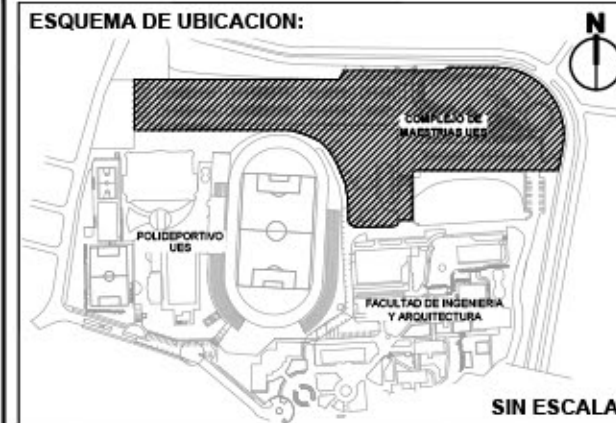 ESQUEMA DE UBICACION:
N
COMPLEJO DE
MAESTRIAS UES
POLIDEPORTIVO
UES
FACULTAD DE INGENIERIA
Y ARQUITECTURA
SIN ESCALA